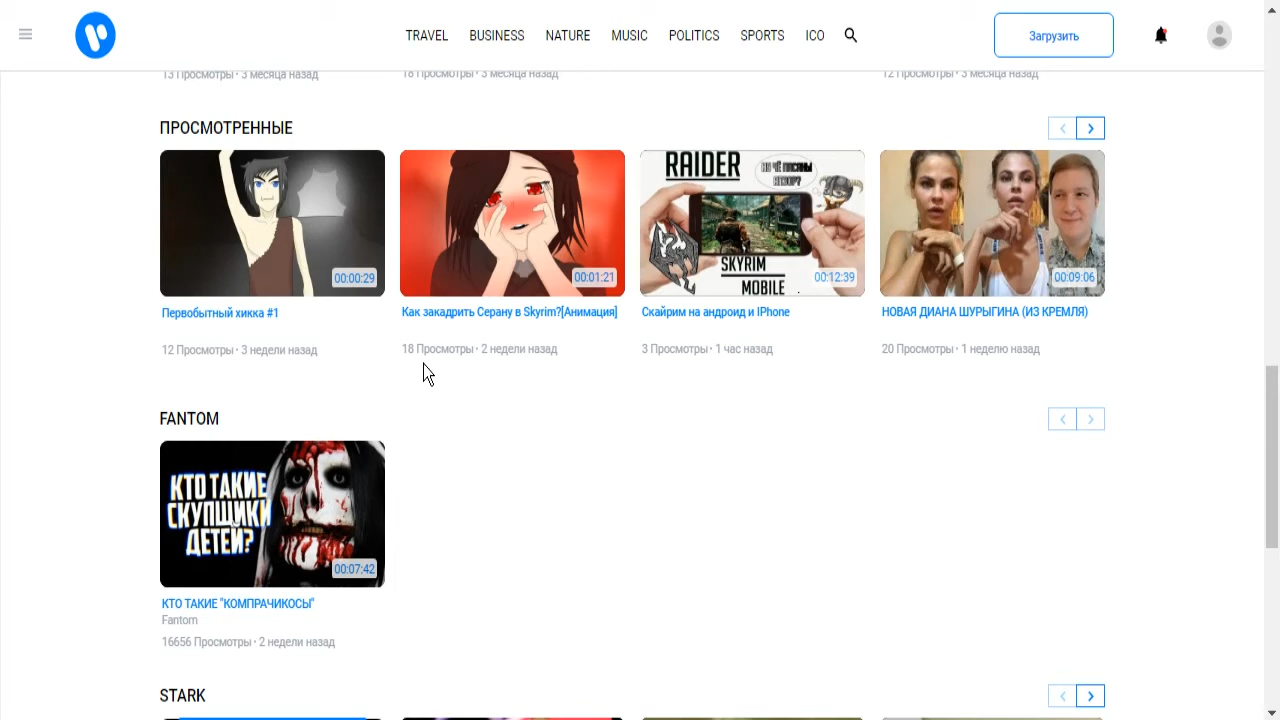 TRAVEL BUSINESS NATURE MUSIC POLITICS SPORTS ICO Загрузить
13 Просмотры · 3 месяца назад 18 Просмотры · 3 месяца назад 12 Просмотры · 3 месяца назад
ПРОСМОТРЕННЫЕ
RAIDER
SKYRIM
MOBILE
00:00:29 00:01:21 00:12:39 00:09:06
Первобытный хикка #1 Как закадрить Серану в Skyrim?[Анимация] Скайрим на андроид и IPhone НОВАЯ ДИАНА ШУРЫГИНА (ИЗ КРЕМЛЯ)
12 Просмотры · 3 недели назад 18 Просмотры · 2 недели назад 3 Просмотры · 1 час назад 20 Просмотры · 1 неделю назад
FANTOM
КТО ТАКИЕ
СКУПЩИКИ
ДЕТЕЙ?
00:07:42
КТО ТАКИЕ "КОМПРАЧИКОСЫ"
Fantom
16656 Просмотры · 2 недели назад
STARK